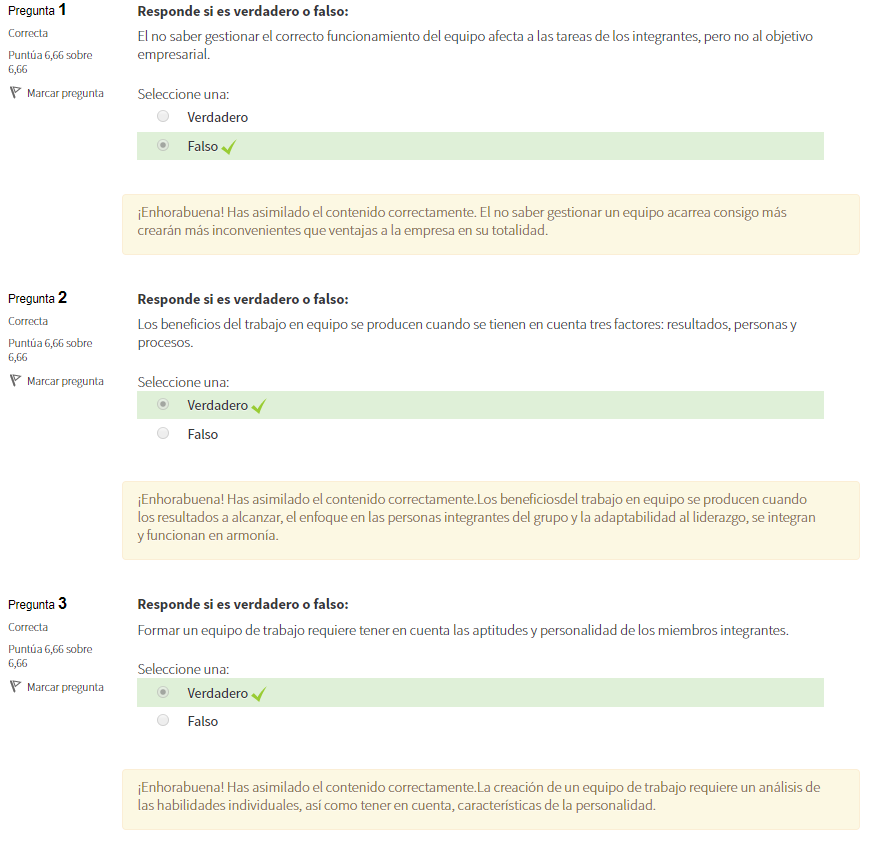 Pregunta 1
Correcta
Puntúa 6,66 sobre
6,66
Marcar pregunta
Responde si es verdadero o falso:
El no saber gestionar el correcto funcionamiento del equipo afecta a las tareas de los integrantes, pero no al objetivo
empresarial.
Seleccione una:
Verdadero
Falso
¡Enhorabuena! Has asimilado el contenido correctamente. El no saber gestionar un equipo acarrea consigo más
crearán más inconvenientes que ventajas a la empresa en su totalidad.
Pregunta 2
Correcta
Puntúa 6,66 sobre
6,66
Marcar pregunta
Responde si es verdadero o falso:
Los beneficios del trabajo en equipo se producen cuando se tienen en cuenta tres factores: resultados, personas y
procesos.
Seleccione una:
Verdadero
Falso
¡Enhorabuena! Has asimilado el contenido correctamente.Los beneficiosdel trabajo en equipo se producen cuando
los resultados a alcanzar, el enfoque en las personas integrantes del grupo y la adaptabilidad al liderazgo, se integran
y funcionan en armonía.
Pregunta 3
Correcta
Puntúa 6,66 sobre
6,66
Marcar pregunta
Responde si es verdadero o falso:
Formar un equipo de trabajo requiere tener en cuenta las aptitudes y personalidad de los miembros integrantes.
Seleccione una:
Verdadero
Falso
¡Enhorabuena! Has asimilado el contenido correctamente.La creación de un equipo de trabajo requiere un análisis de
las habilidades individuales, así como tener en cuenta, características de la personalidad.